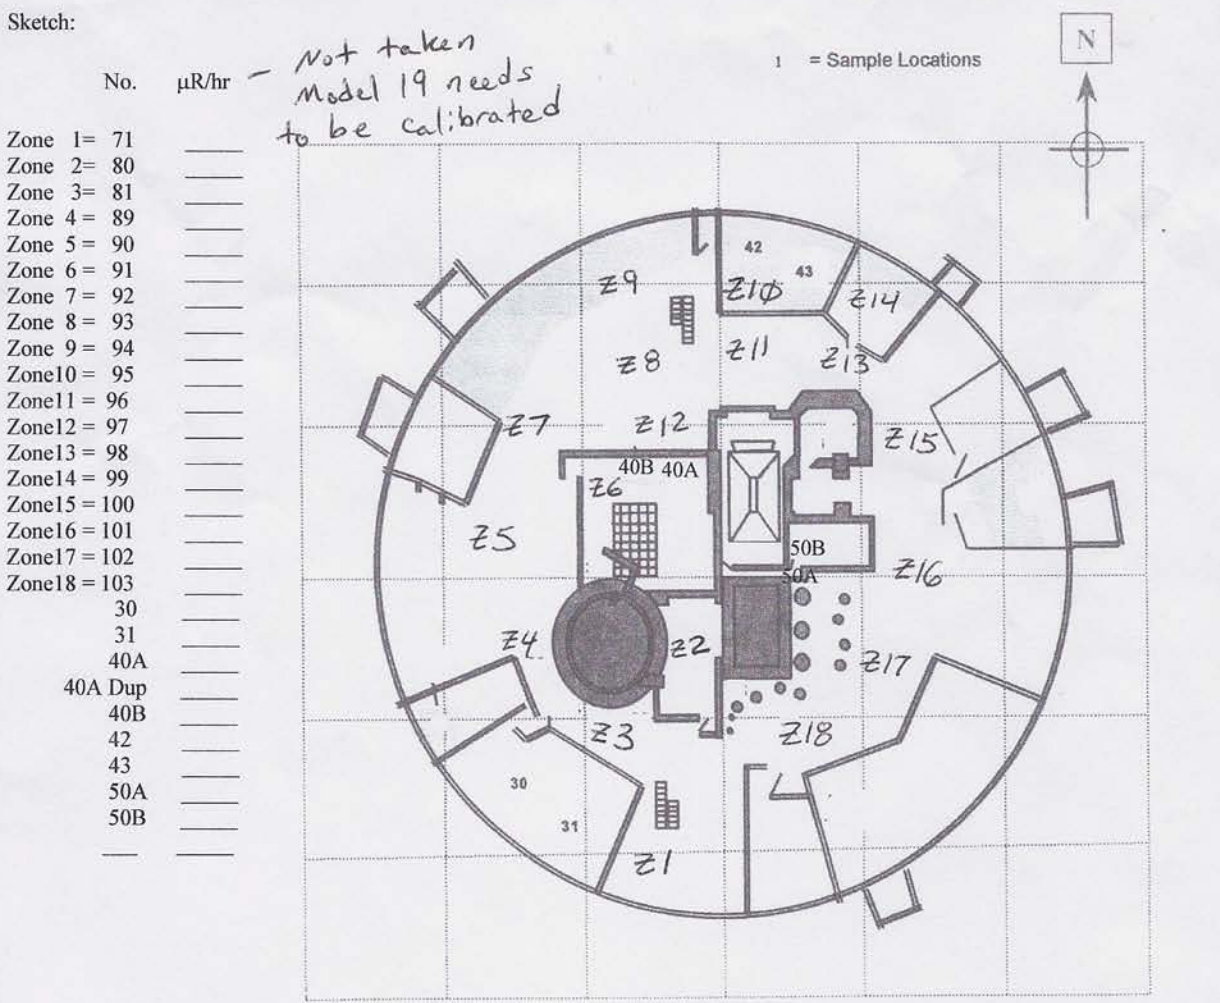 Sketch:
No. μR/hr – Not taken
Model 19 needs
to be calibrated
1 = Sample Locations
N
Zone 1= 71
Zone 2= 80
Zone 3= 81
Zone 4 = 89
Zone 5 = 90
Zone 6 = 91
Zone 7 = 92
Zone 8 = 93
Zone 9 = 94
Zone10 = 95
Zone11 = 96
Zone12 = 97
Zone13 = 98
Zone14 = 99
Zone15 = 100
Zone16 = 101
Zone17 = 102
Zone18 = 103
30
31
40A
40A Dup
40B
42
43
50A
50B
42
43
Z9
Z10
Z14
Z8
Z11
Z13
Z7
Z12
Z15
40B 40A
Z6
Z5
50B
50A
Z16
Z4
Z2
Z17
Z3
Z18
30
31
Z1